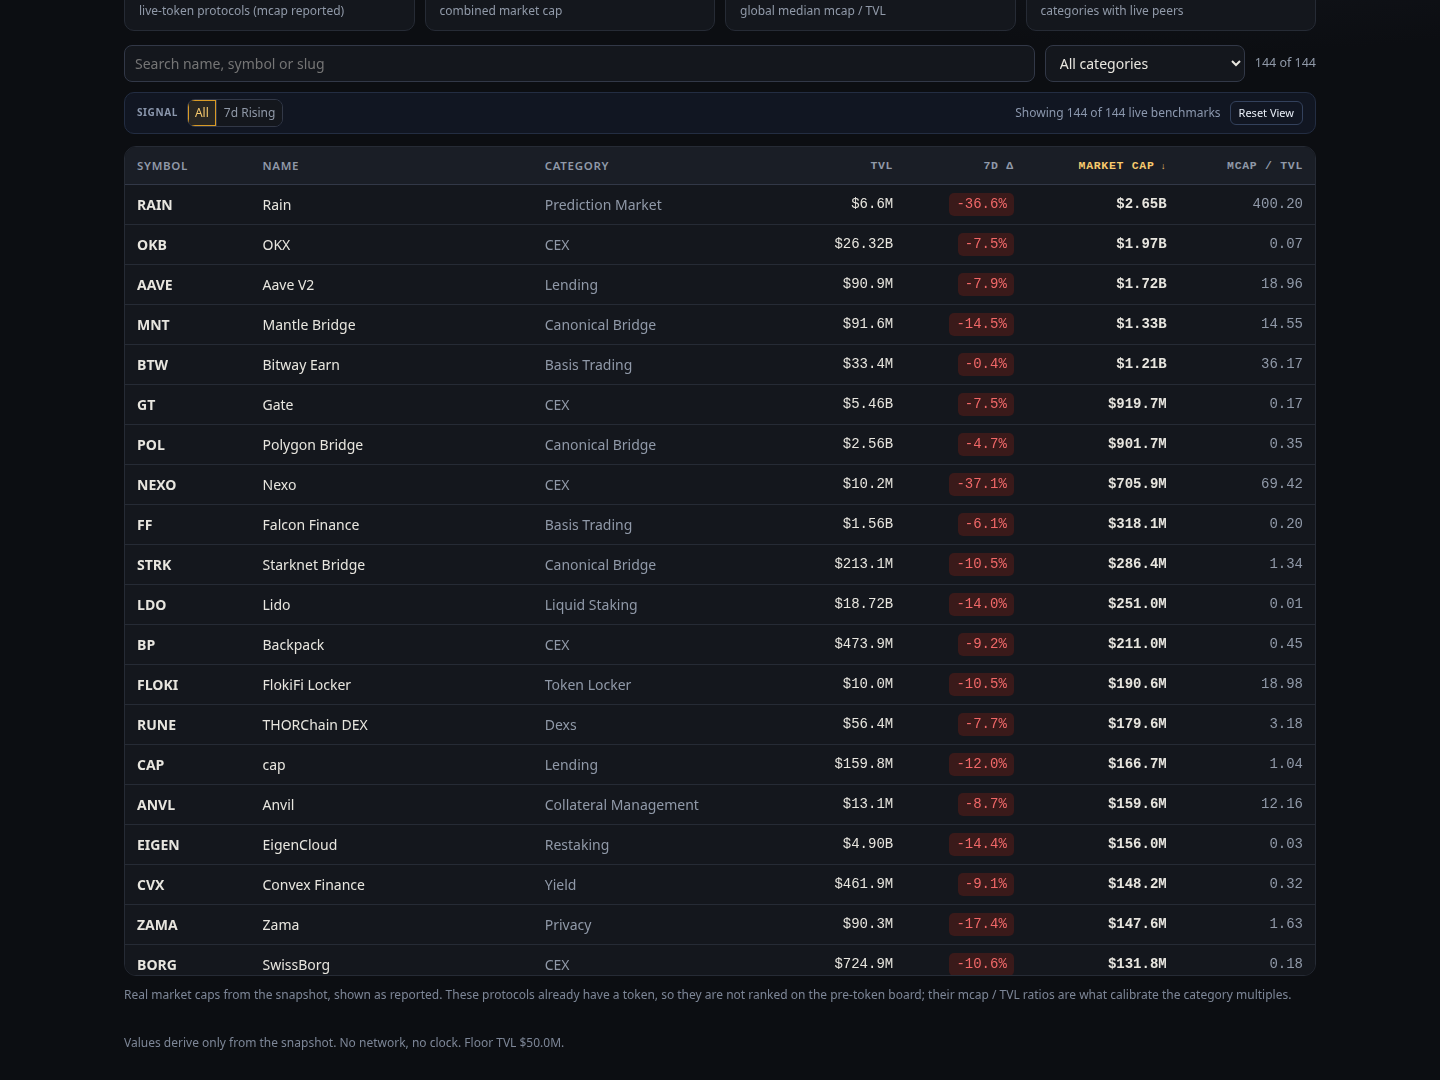 live-token protocols (mcap reported) combined market cap global median mcap / TVL categories with live peers
Search name, symbol or slug All categories 144 of 144
SIGNAL All 7d Rising Showing 144 of 144 live benchmarks Reset View
SYMBOL NAME CATEGORY TVL 7D Δ MARKET CAP ↓ MCAP / TVL
RAIN Rain Prediction Market $6.6M -36.6% $2.65B 400.20
OKB OKX CEX $26.32B -7.5% $1.97B 0.07
AAVE Aave V2 Lending $90.9M -7.9% $1.72B 18.96
MNT Mantle Bridge Canonical Bridge $91.6M -14.5% $1.33B 14.55
BTW Bitway Earn Basis Trading $33.4M -0.4% $1.21B 36.17
GT Gate CEX $5.46B -7.5% $919.7M 0.17
POL Polygon Bridge Canonical Bridge $2.56B -4.7% $901.7M 0.35
NEXO Nexo CEX $10.2M -37.1% $705.9M 69.42
FF Falcon Finance Basis Trading $1.56B -6.1% $318.1M 0.20
STRK Starknet Bridge Canonical Bridge $213.1M -10.5% $286.4M 1.34
LDO Lido Liquid Staking $18.72B -14.0% $251.0M 0.01
BP Backpack CEX $473.9M -9.2% $211.0M 0.45
FLOKI FlokiFi Locker Token Locker $10.0M -10.5% $190.6M 18.98
RUNE THORChain DEX Dexs $56.4M -7.7% $179.6M 3.18
CAP cap Lending $159.8M -12.0% $166.7M 1.04
ANVL Anvil Collateral Management $13.1M -8.7% $159.6M 12.16
EIGEN EigenCloud Restaking $4.90B -14.4% $156.0M 0.03
CVX Convex Finance Yield $461.9M -9.1% $148.2M 0.32
ZAMA Zama Privacy $90.3M -17.4% $147.6M 1.63
BORG SwissBorg CEX $724.9M -10.6% $131.8M 0.18
Real market caps from the snapshot, shown as reported. These protocols already have a token, so they are not ranked on the pre-token board; their mcap / TVL ratios are what calibrate the category multiples.
Values derive only from the snapshot. No network, no clock. Floor TVL $50.0M.